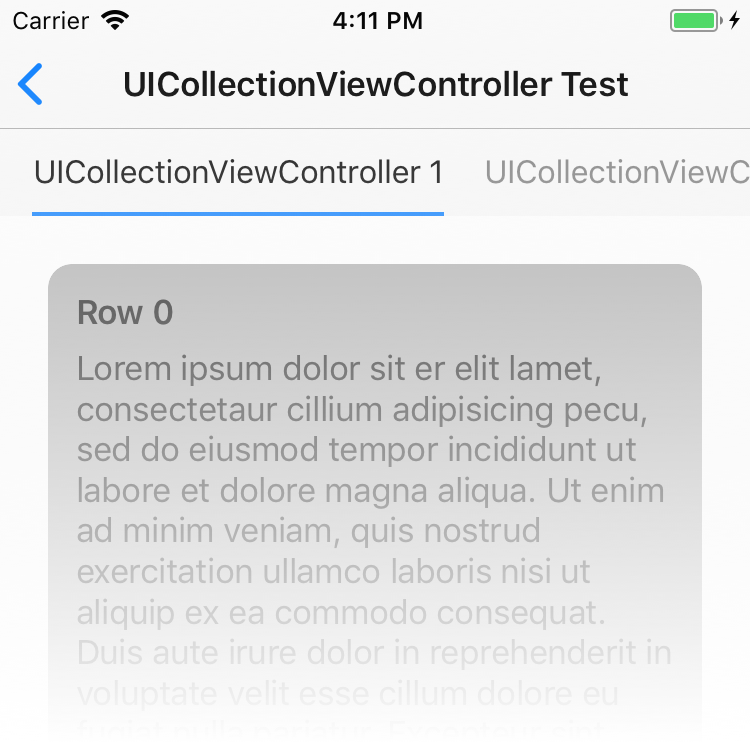 Carrier 4:11 PM
UICollectionViewController Test
UICollectionViewController 1 UICollectionViewC
Row 0
Lorem ipsum dolor sit er elit lamet,
consectetaur cillium adipisicing pecu,
sed do eiusmod tempor incididunt ut
labore et dolore magna aliqua. Ut enim
ad minim veniam, quis nostrud
exercitation ullamco laboris nisi ut
aliquip ex ea commodo consequat.
Duis aute irure dolor in reprehenderit in
voluptate velit esse cillum dolore eu